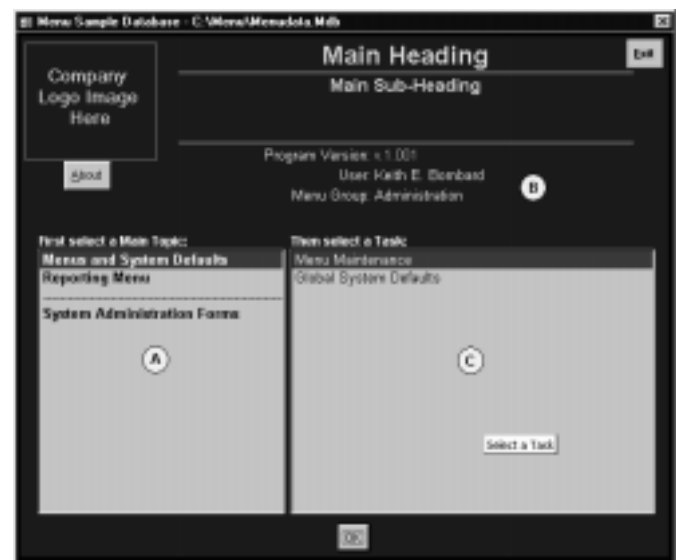 Menu Sample Database - C:\Menu\Menudata.Mdb
Main Heading
Exit
Company
Logo Image
Here
Main Sub-Heading
About
Program Version: v.1.001
User: Keith E. Bombard
Menu Group: Administration
B
First select a Main Topic:
Then select a Task:
Menus and System Defaults
Menu Maintenance
Reporting Menu
Global System Defaults
System Administration Forms
A
C
Select a Task
OK